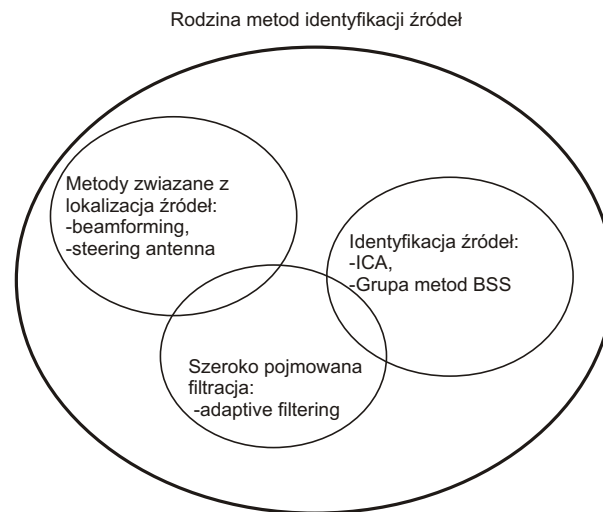 Rodzina metod identyfikacji źródeł
Metody zwiazane z
lokalizacja źródeł:
-beamforming,
-steering antenna
Identyfikacja źródeł:
-ICA,
-Grupa metod BSS
Szeroko pojmowana
filtracja:
-adaptive filtering